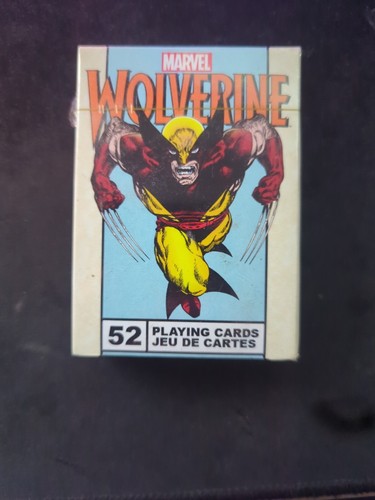 MARVEL
WOLVERINE
52
PLAYING CARDS
JEU DE CARTES